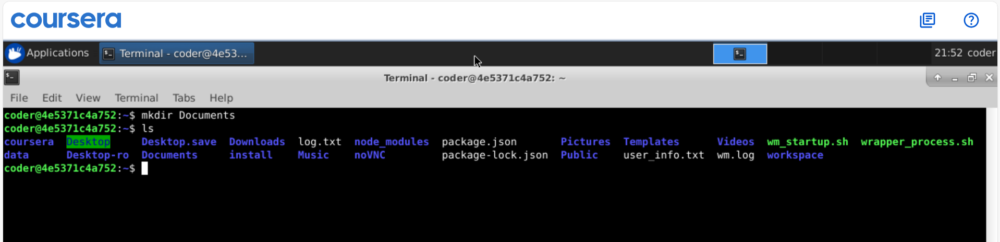 coursera
Applications
Terminal - coder@4e53...
21:52 coder
Terminal - coder@4e5371c4a752: ~
File Edit View Terminal Tabs Help
coder@4e5371c4a752:~$ mkdir Documents
coder@4e5371c4a752:~$ ls
coursera Desktop Desktop.save Downloads log.txt node_modules package.json Pictures Templates Videos wm_startup.sh wrapper_process.sh
data Desktop-ro Documents install Music noVNC package-lock.json Public user_info.txt wm.log workspace
coder@4e5371c4a752:~$